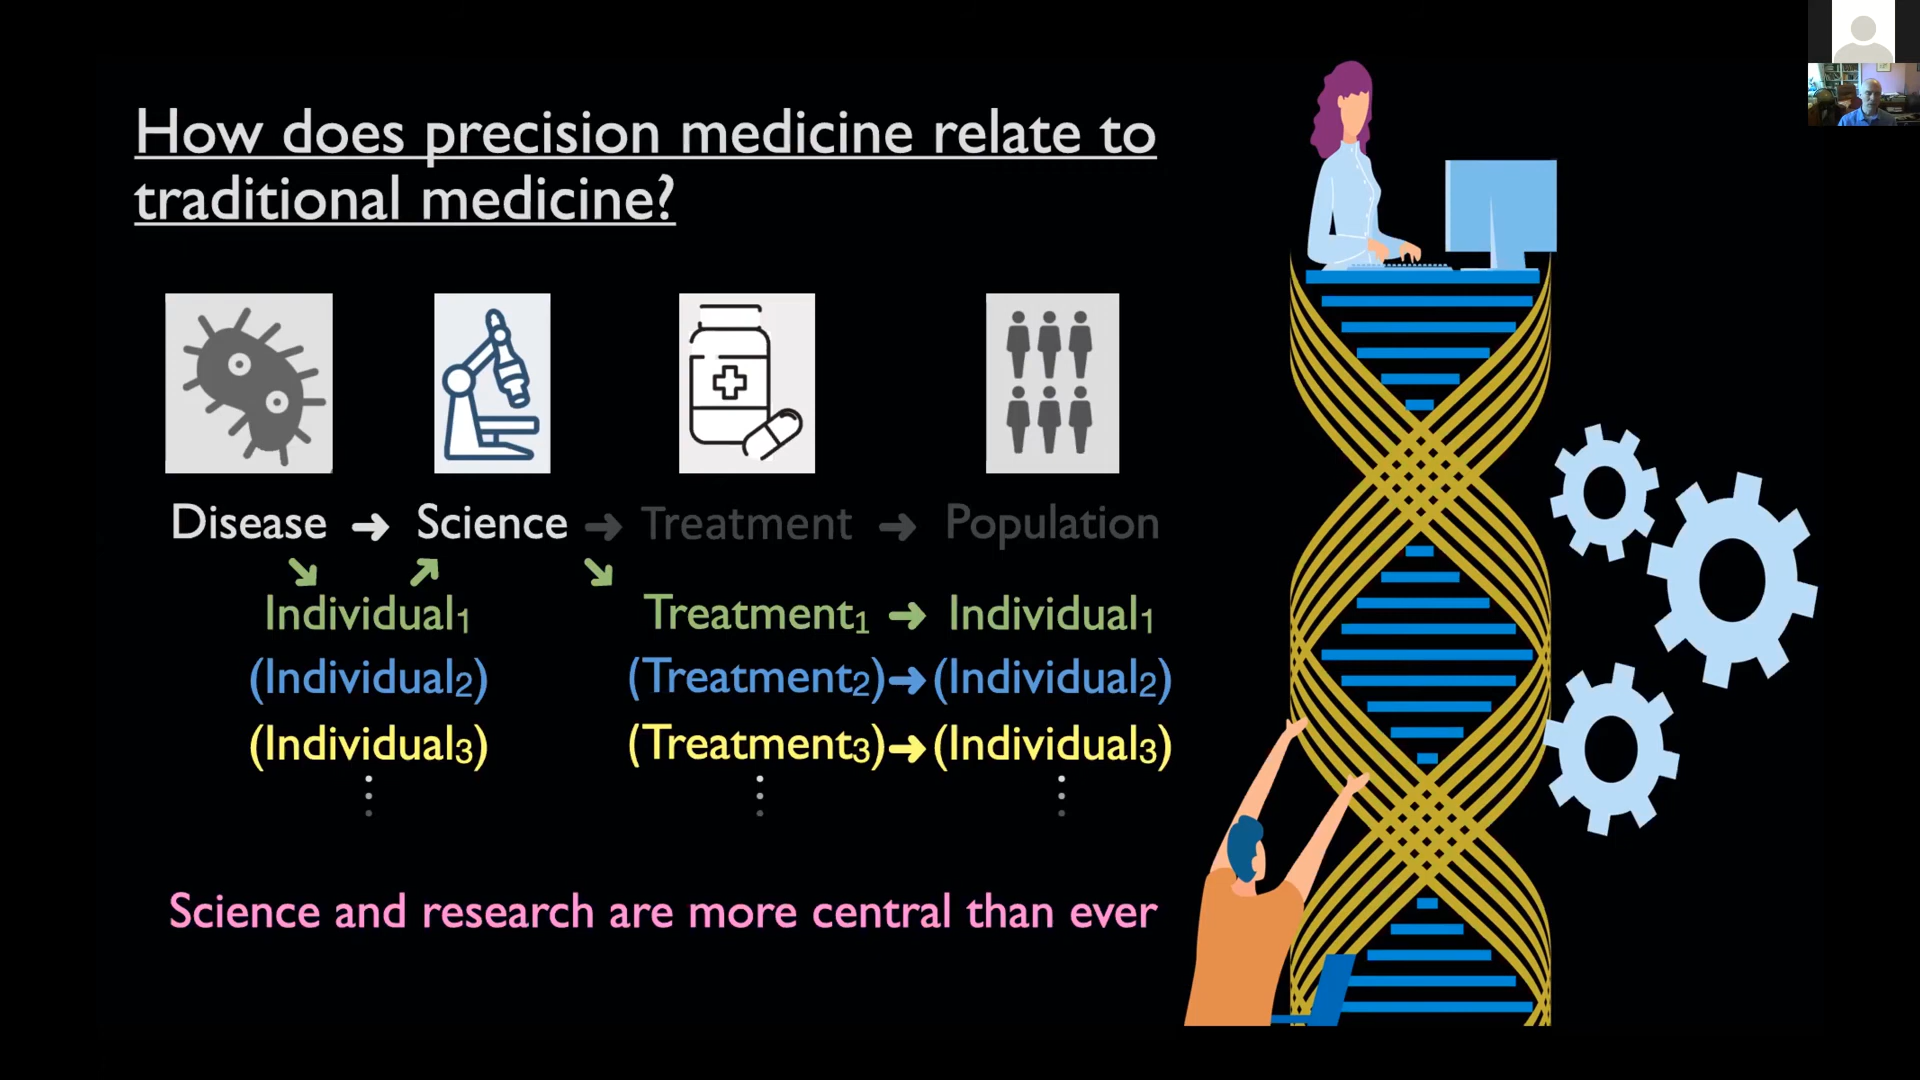 How does precision medicine relate to
traditional medicine?
Disease → Science → Treatment → Population
↘ ↗ ↘
Individual₁ Treatment₁ → Individual₁
(Individual₂) (Treatment₂) → (Individual₂)
(Individual₃) (Treatment₃) → (Individual₃)
⋮ ⋮ ⋮
Science and research are more central than ever